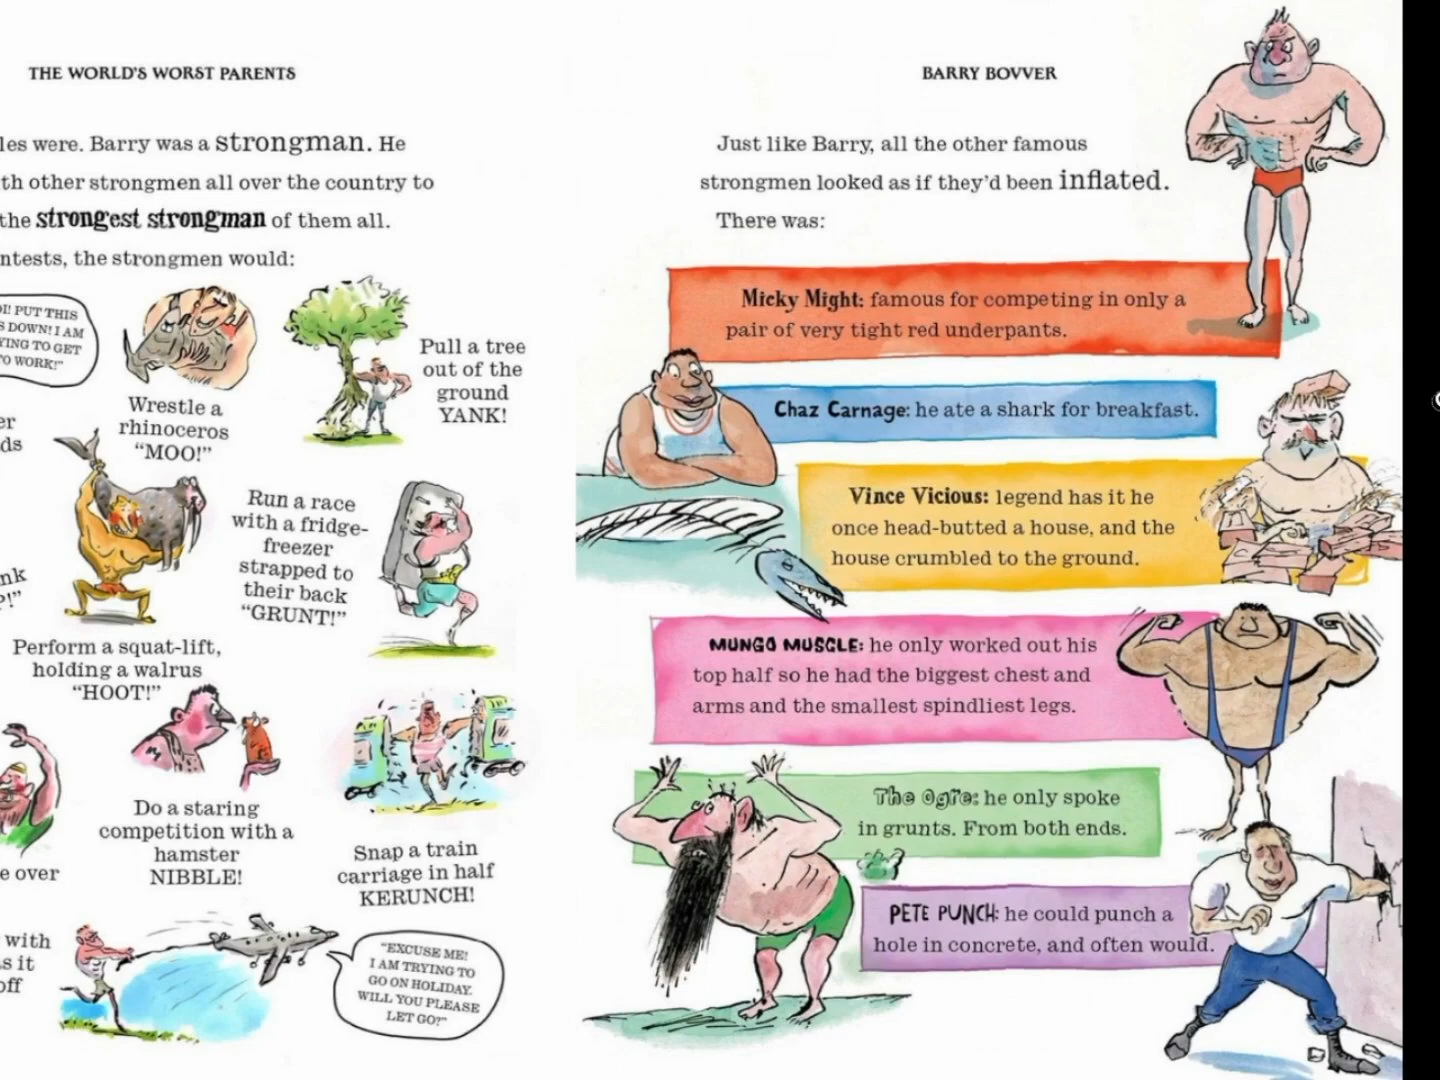 THE WORLD'S WORST PARENTS
les were. Barry was a strongman. He
th other strongmen all over the country to
the strongest strongman of them all.
ntests, the strongmen would:
PUT THIS
DOWN! I AM
YING TO GET
TO WORK!"
Wrestle a
rhinoceros
"MOO!"
Pull a tree
out of the
ground
YANK!
er
ds
Run a race
with a fridge-
freezer
strapped to
their back
"GRUNT!"
nk
Perform a squat-lift,
holding a walrus
"HOOT!"
Do a staring
competition with a
hamster
NIBBLE!
e over
Snap a train
carriage in half
KERUNCH!
with
s it
off
"EXCUSE ME!
I AM TRYING TO
GO ON HOLIDAY.
WILL YOU PLEASE
LET GO?"
BARRY BOVVER
Just like Barry, all the other famous
strongmen looked as if they'd been inflated.
There was:
Micky Might: famous for competing in only a
pair of very tight red underpants.
Chaz Carnage: he ate a shark for breakfast.
Vince Vicious: legend has it he
once head-butted a house, and the
house crumbled to the ground.
MUNGO MUSCLE: he only worked out his
top half so he had the biggest chest and
arms and the smallest spindliest legs.
The Ogre: he only spoke
in grunts. From both ends.
PETE PUNCH: he could punch a
hole in concrete, and often would.